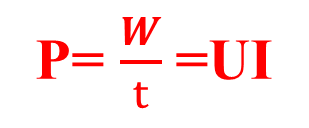 P= W/t =UI